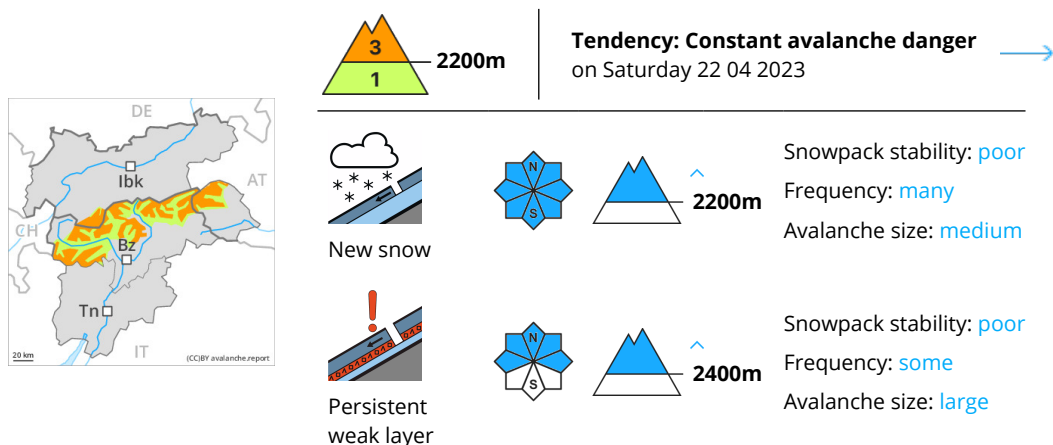 3
1
2200m
Tendency: Constant avalanche danger
on Saturday 22 04 2023
DE
Ibk
AT
CH
Bz
Tn
IT
20 km
(CC)BY avalanche.report
New snow
N
S
2200m
Snowpack stability: poor
Frequency: many
Avalanche size: medium
Persistent
weak layer
N
S
2400m
Snowpack stability: poor
Frequency: some
Avalanche size: large